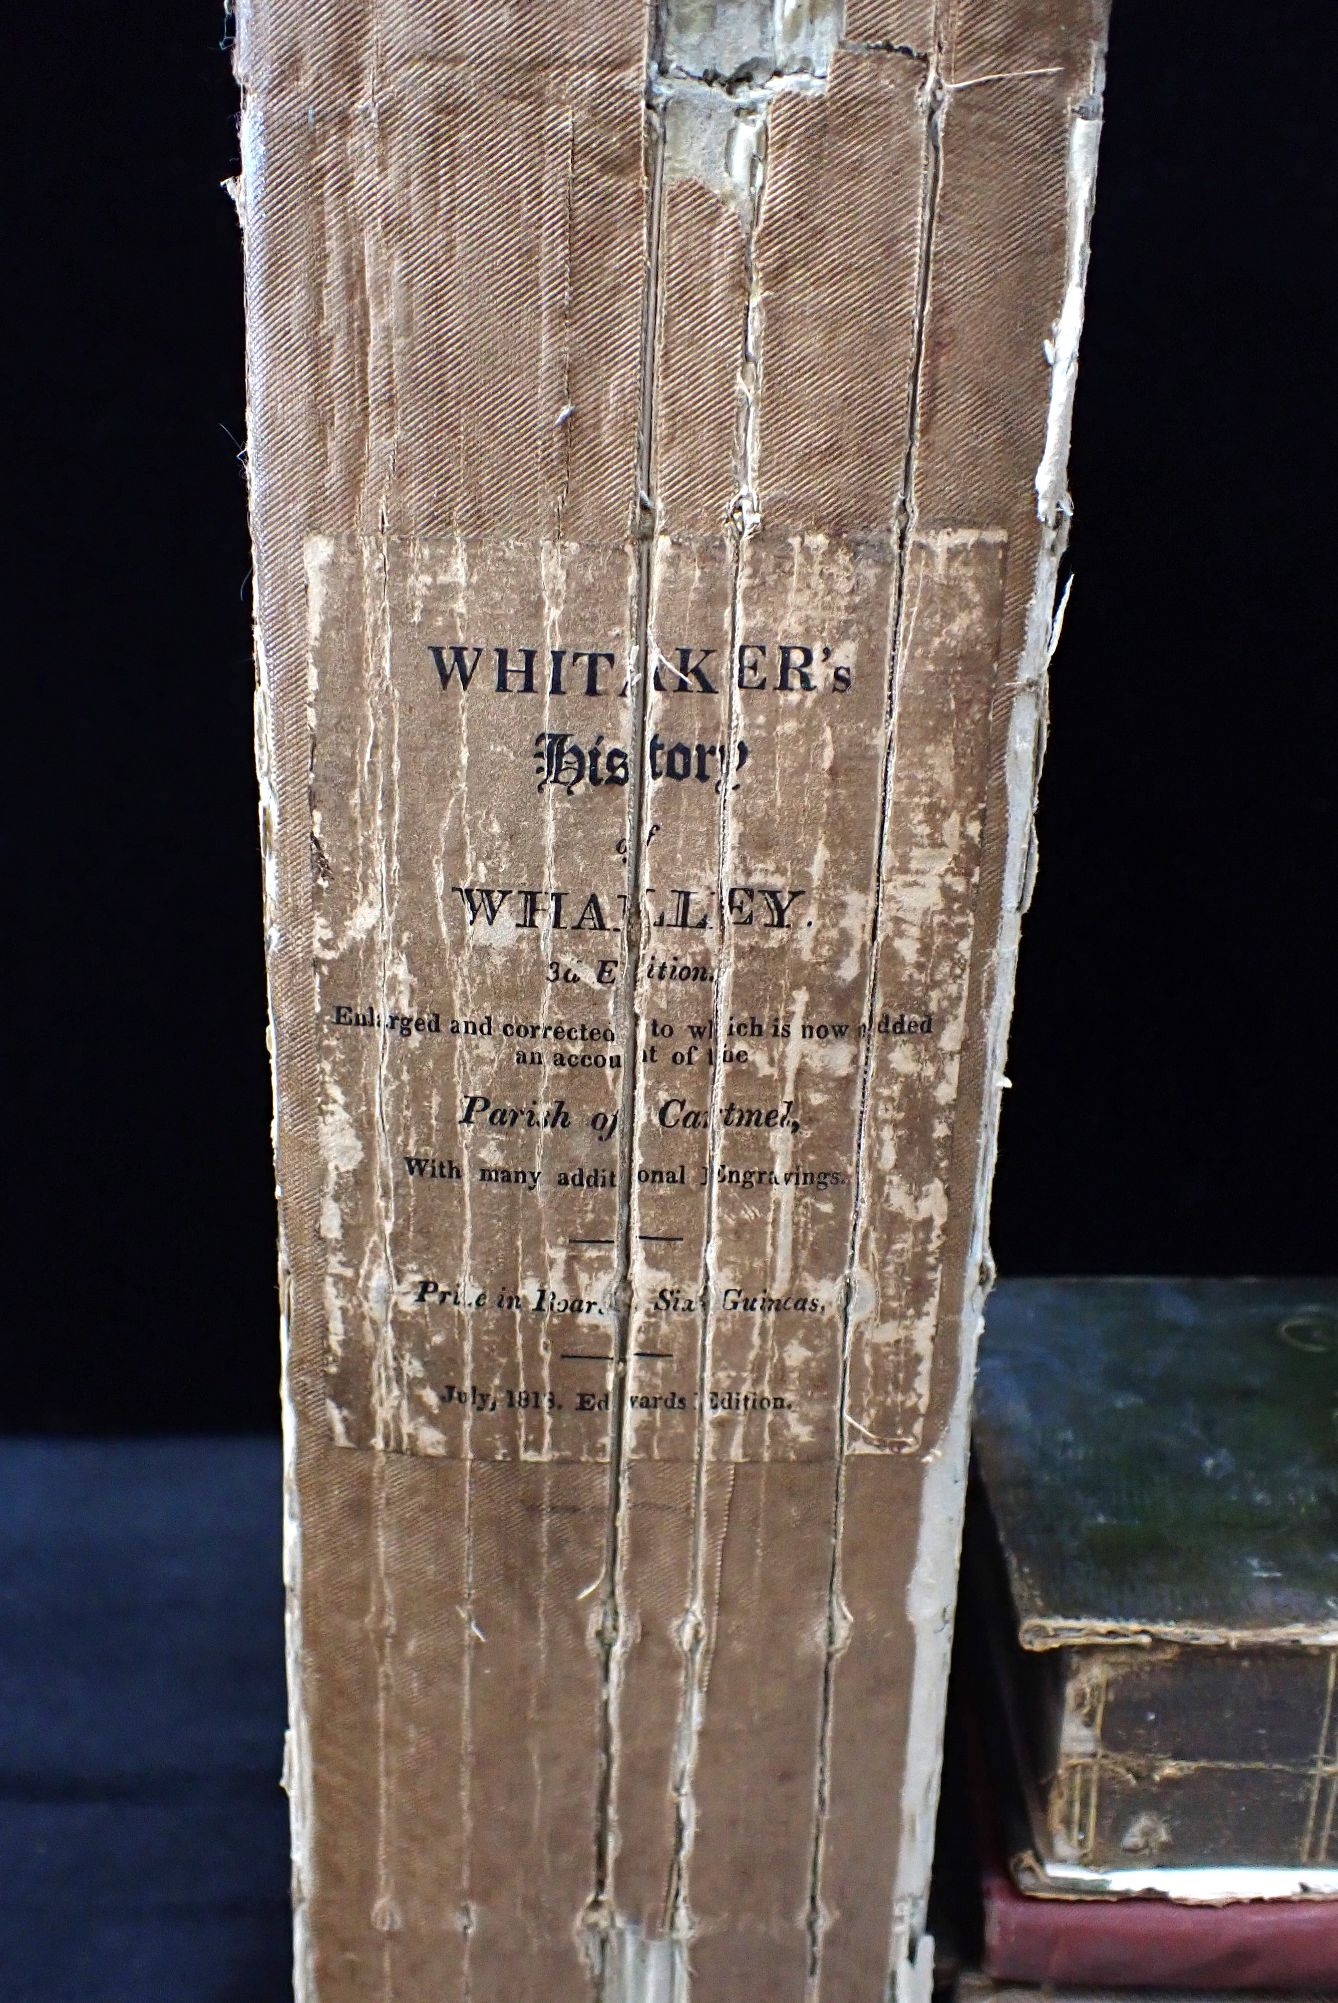 WHITAKER's
History
of
WHALLEY.
3d Edition.
Enlarged and corrected to which is now added
an account of the
Parish of Cartmel,
With many additional Engravings.
Price in Boards, Six Guineas.
July, 1818. Edwards Edition.